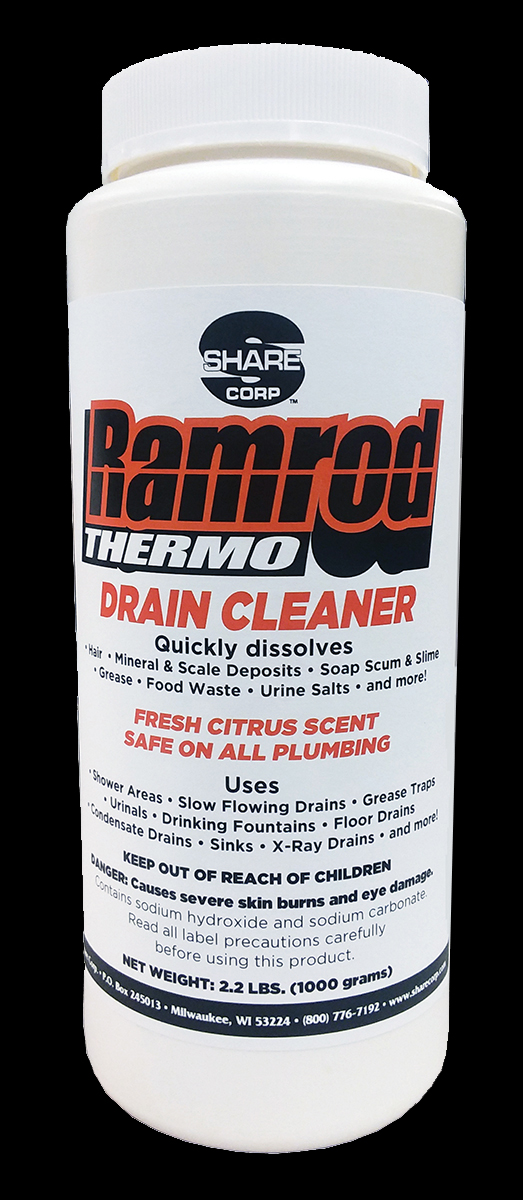 SHARE
CORP™
Ramrod
THERMO
DRAIN CLEANER
Quickly dissolves
• Hair • Mineral & Scale Deposits • Soap Scum & Slime
• Grease • Food Waste • Urine Salts • and more!
FRESH CITRUS SCENT
SAFE ON ALL PLUMBING
Uses
• Shower Areas • Slow Flowing Drains • Grease Traps
• Urinals • Drinking Fountains • Floor Drains
• Condensate Drains • Sinks • X-Ray Drains • and more!
KEEP OUT OF REACH OF CHILDREN
DANGER: Causes severe skin burns and eye damage.
Contains sodium hydroxide and sodium carbonate.
Read all label precautions carefully
before using this product.
NET WEIGHT: 2.2 LBS. (1000 grams)
Corp. • P.O. Box 245013 • Milwaukee, WI 53224 • (800) 776-7192 • www.sharecorp.com